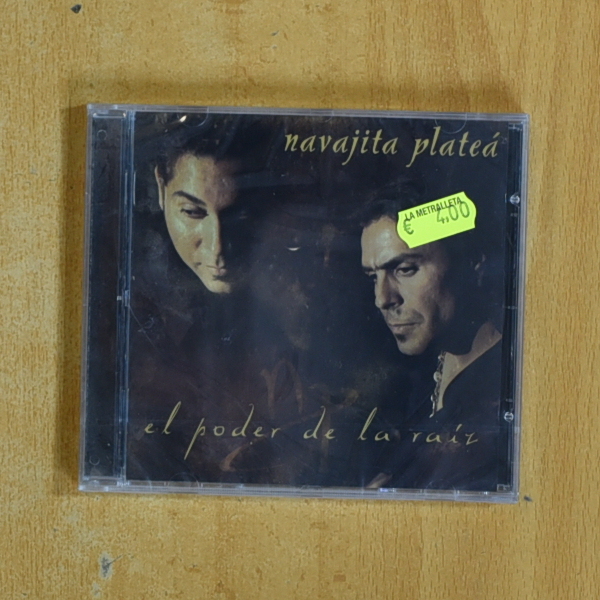 navajita plateá
LA METRALLETA
€ 4,00
el poder de la raíz